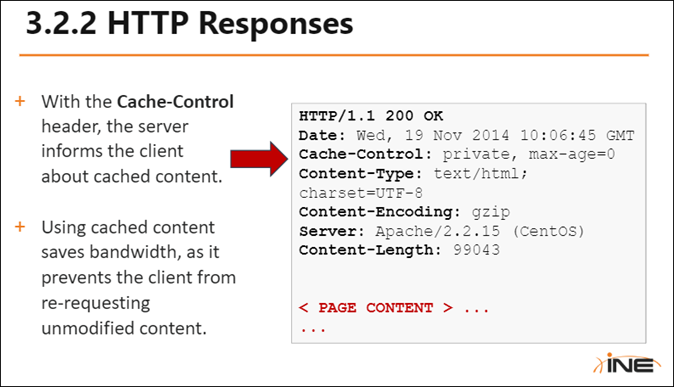 3.2.2 HTTP Responses
+ With the Cache-Control
header, the server
informs the client
about cached content.
+ Using cached content
saves bandwidth, as it
prevents the client from
re-requesting
unmodified content.
HTTP/1.1 200 OK
Date: Wed, 19 Nov 2014 10:06:45 GMT
Cache-Control: private, max-age=0
Content-Type: text/html;
charset=UTF-8
Content-Encoding: gzip
Server: Apache/2.2.15 (CentOS)
Content-Length: 99043
< PAGE CONTENT > ...
...
INE